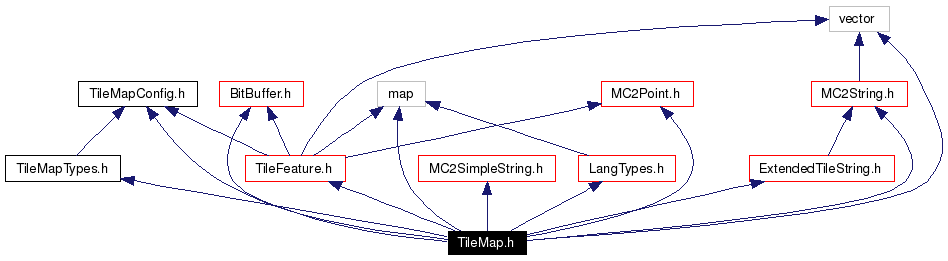 vector
TileMapConfig.h
BitBuffer.h
map
MC2Point.h
MC2String.h
TileMapTypes.h
TileFeature.h
MC2SimpleString.h
LangTypes.h
ExtendedTileString.h
TileMap.h